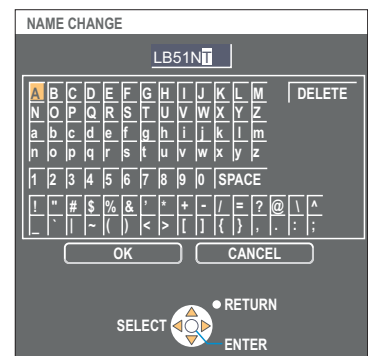 NAME CHANGE
LB51NT
A B C D E F G H I J K L M DELETE
N O P Q R S T U V W X Y Z
a b c d e f g h i j k l m
n o p q r s t u v w x y z
1 2 3 4 5 6 7 8 9 0 SPACE
! " # $ % & ' * + - / = ? @ \ ^
_ ` | ~ ( ) < > [ ] { } , . : ;
OK CANCEL
RETURN
SELECT
ENTER